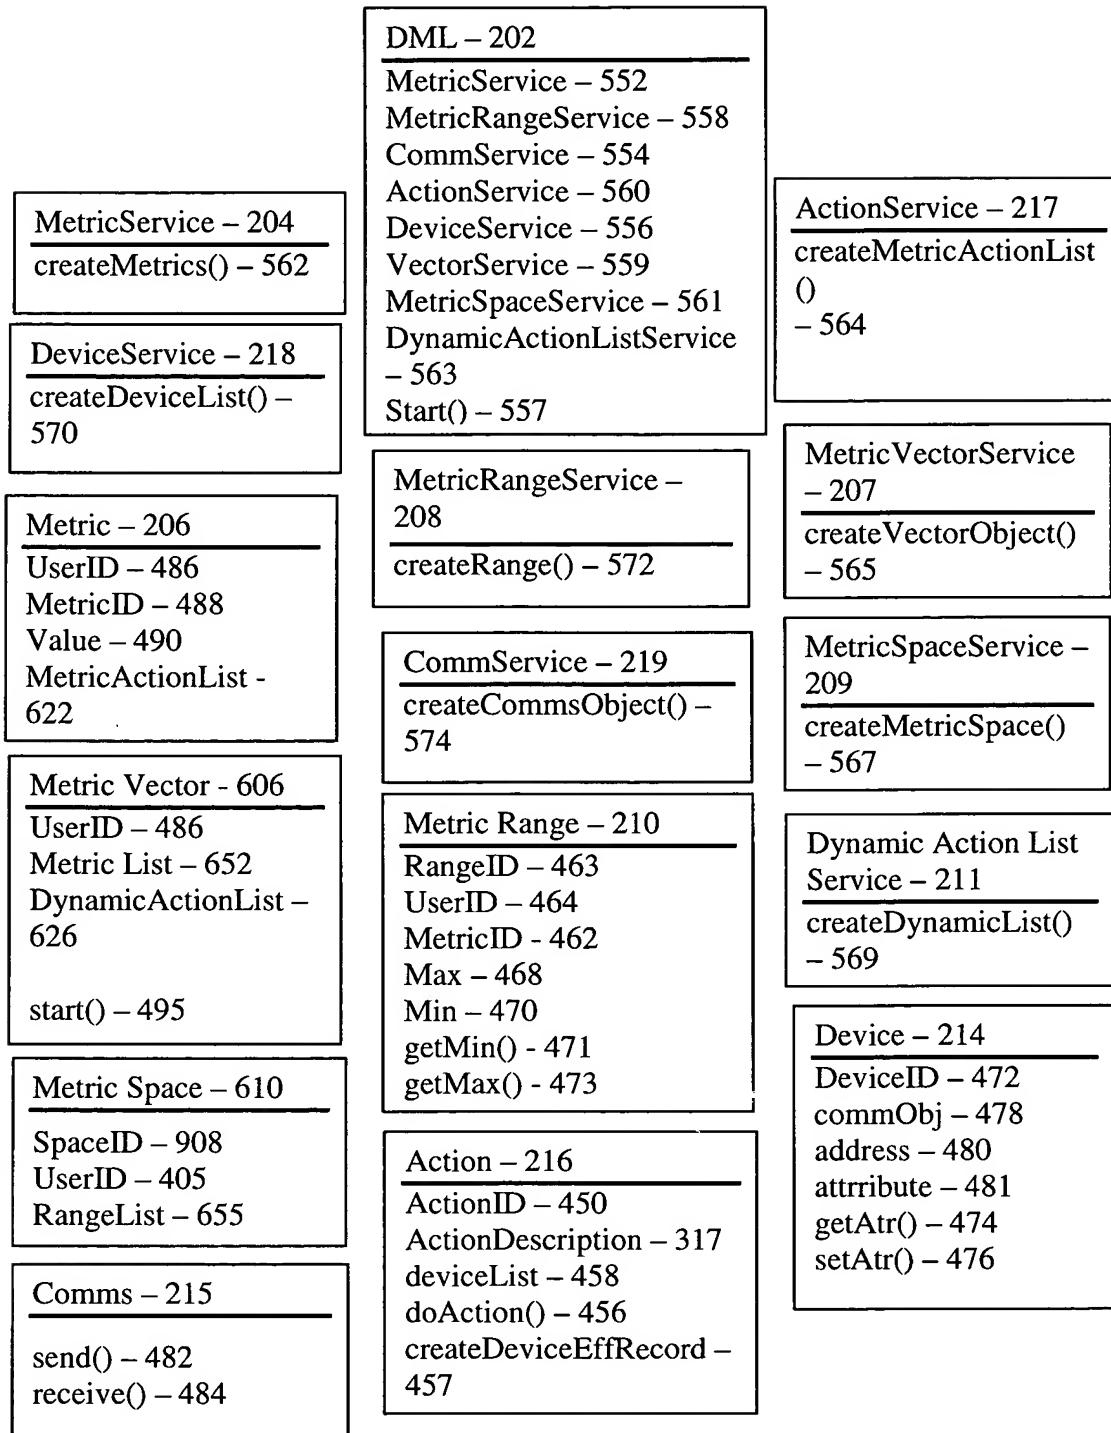 DML – 202
MetricService – 552
MetricRangeService – 558
CommService – 554
ActionService – 560
DeviceService – 556
VectorService – 559
MetricSpaceService – 561
DynamicActionListService
– 563
Start() – 557
MetricService – 204
createMetrics() – 562
DeviceService – 218
createDeviceList() –
570
Metric – 206
UserID – 486
MetricID – 488
Value – 490
MetricActionList -
622
Metric Vector - 606
UserID – 486
Metric List – 652
DynamicActionList –
626
start() – 495
Metric Space – 610
SpaceID – 908
UserID – 405
RangeList – 655
Comms – 215
send() – 482
receive() – 484
MetricRangeService –
208
createRange() – 572
CommService – 219
createCommsObject() –
574
Metric Range – 210
RangeID – 463
UserID – 464
MetricID - 462
Max – 468
Min – 470
getMin() - 471
getMax() - 473
Action – 216
ActionID – 450
ActionDescription – 317
deviceList – 458
doAction() – 456
createDeviceEffRecord –
457
ActionService – 217
createMetricActionList
()
– 564
MetricVectorService
– 207
createVectorObject()
– 565
MetricSpaceService –
209
createMetricSpace()
– 567
Dynamic Action List
Service – 211
createDynamicList()
– 569
Device – 214
DeviceID – 472
commObj – 478
address – 480
attrribute – 481
getAtr() – 474
setAtr() – 476